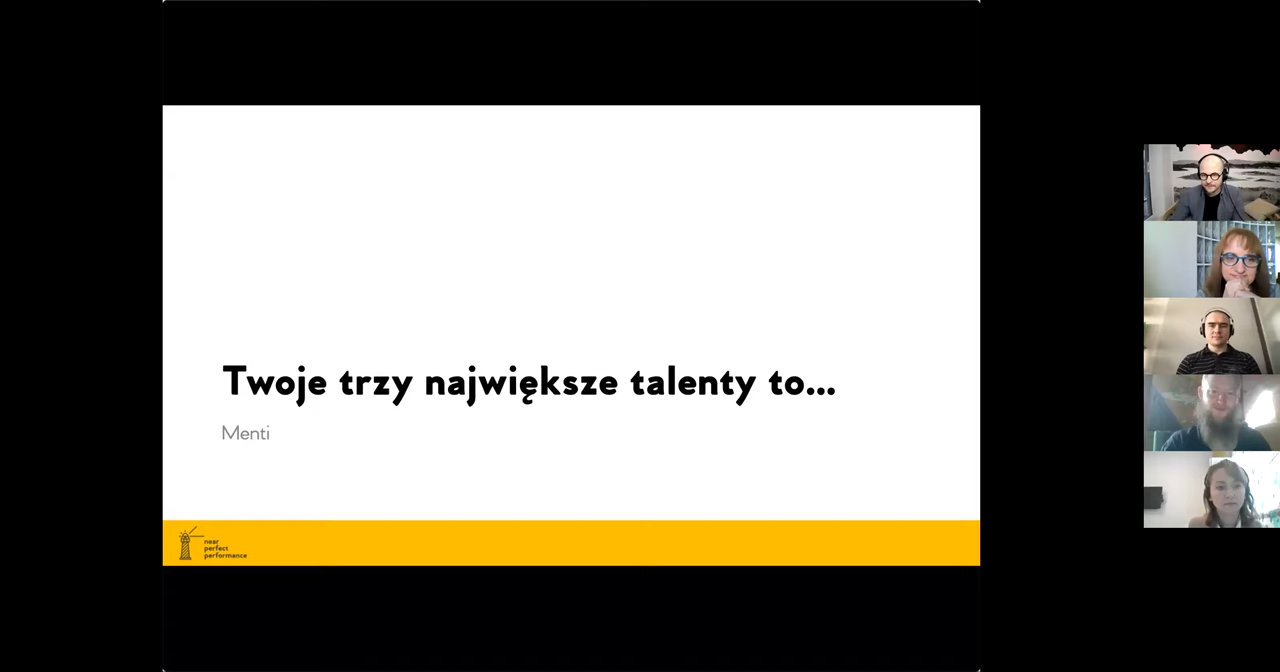 Twoje trzy największe talenty to...
Menti
near
perfect
performance